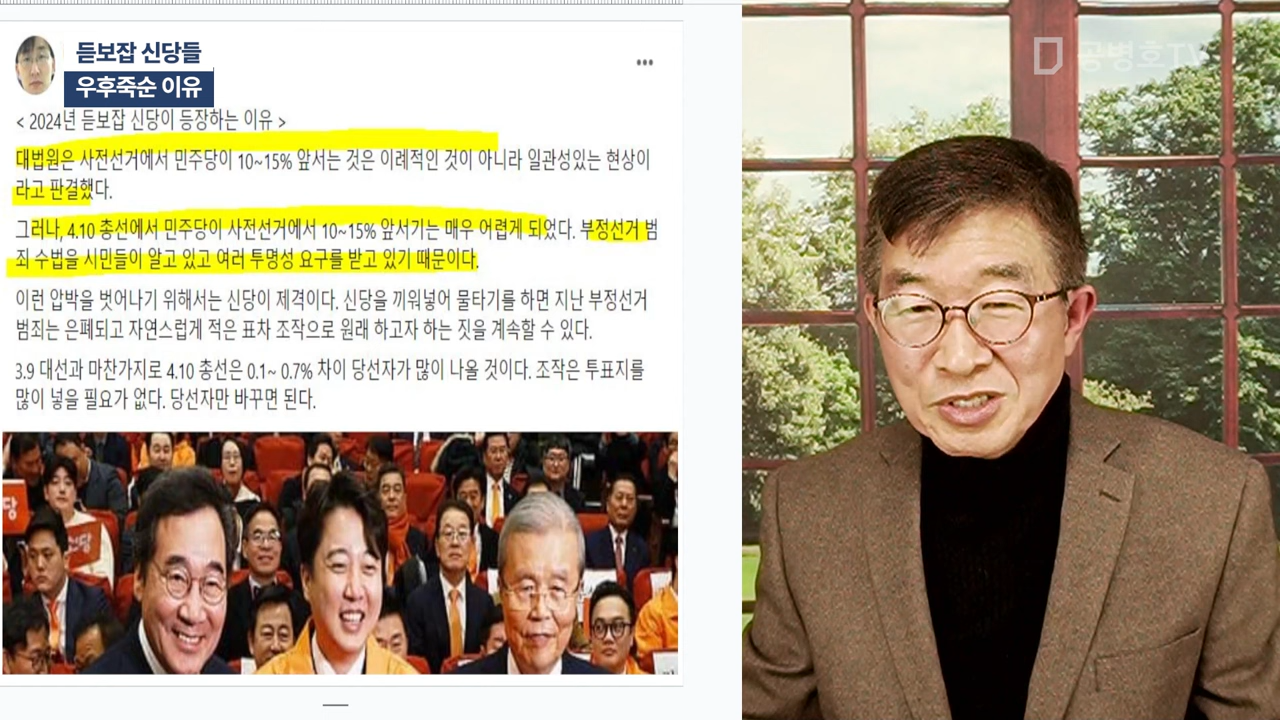 듣보잡 신당들
우후죽순 이유
< 2024년 듣보잡 신당이 등장하는 이유 >
대법원은 사전선거에서 민주당이 10~15% 앞서는 것은 이례적인 것이 아니라 일관성있는 현상이
라고 판결했다.
그러나, 4.10 총선에서 민주당이 사전선거에서 10~15% 앞서기는 매우 어렵게 되었다. 부정선거 범
죄 수법을 시민들이 알고 있고 여러 투명성 요구를 받고 있기 때문이다.
이런 압박을 벗어나기 위해서는 신당이 제격이다. 신당을 끼워넣어 물타기를 하면 지난 부정선거
범죄는 은폐되고 자연스럽게 적은 표차 조작으로 원래 하고자 하는 짓을 계속할 수 있다.
3.9 대선과 마찬가지로 4.10 총선은 0.1~ 0.7% 차이 당선자가 많이 나올 것이다. 조작은 투표지를
많이 넣을 필요가 없다. 당선자만 바꾸면 된다.
당
신당
공병호TV